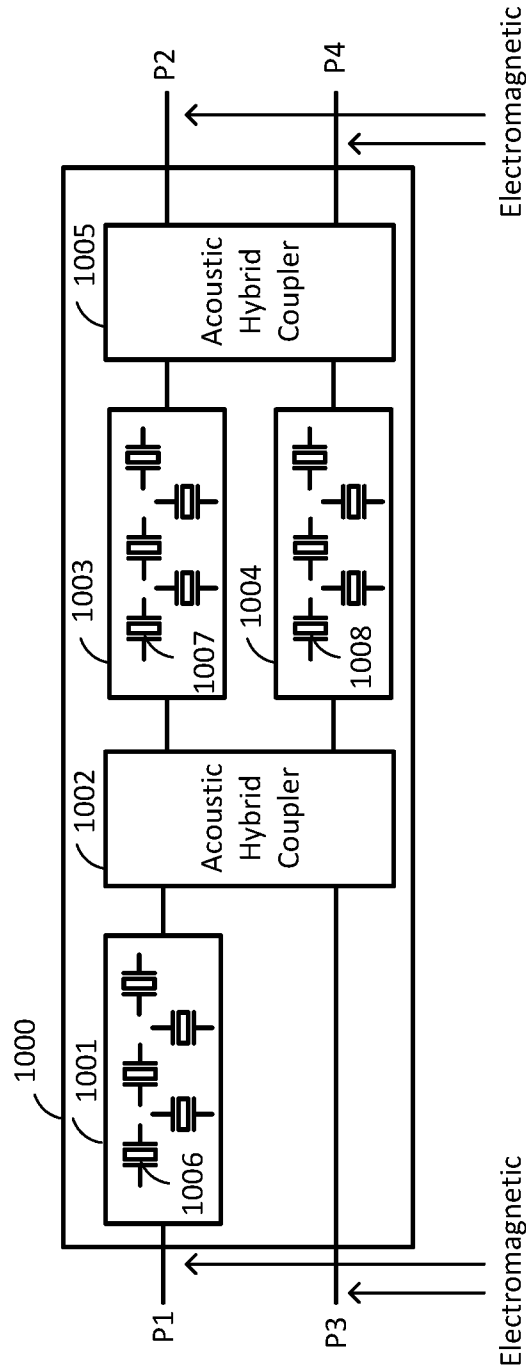 1000
1001
1002
1003
1005
P1
1006
Acoustic
Hybrid
Coupler
1007
Acoustic
Hybrid
Coupler
P2
1004
1008
P3
P4
Electromagnetic
Electromagnetic